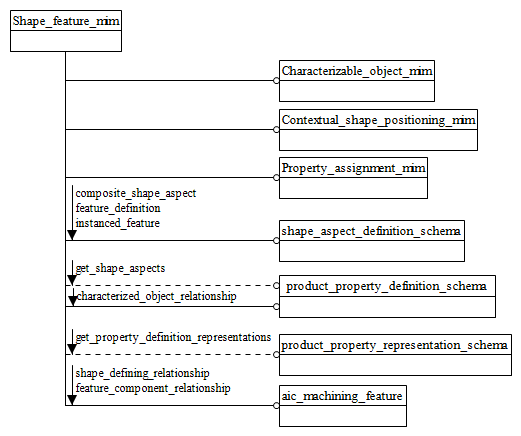 Shape_feature_mim
Characterizable_object_mim
Contextual_shape_positioning_mim
Property_assignment_mim
composite_shape_aspect
feature_definition
instanced_feature
shape_aspect_definition_schema
get_shape_aspects
product_property_definition_schema
characterized_object_relationship
get_property_definition_representations
product_property_representation_schema
shape_defining_relationship
feature_component_relationship
aic_machining_feature